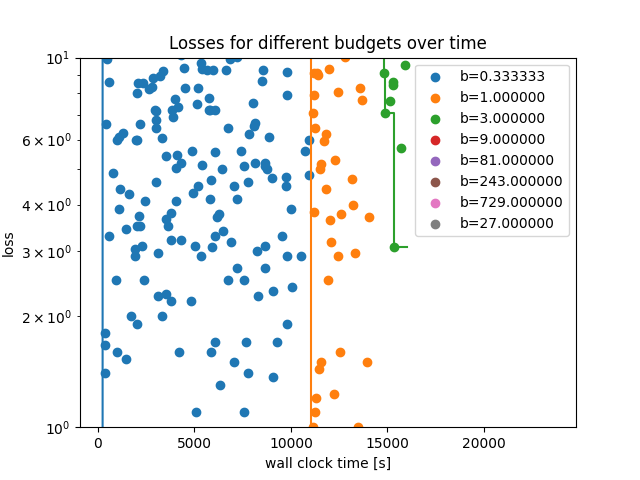 Losses for different budgets over time
10¹
6 × 10⁰
4 × 10⁰
3 × 10⁰
2 × 10⁰
10⁰
loss
b=0.333333
b=1.000000
b=3.000000
b=9.000000
b=81.000000
b=243.000000
b=729.000000
b=27.000000
0 5000 10000 15000 20000
wall clock time [s]